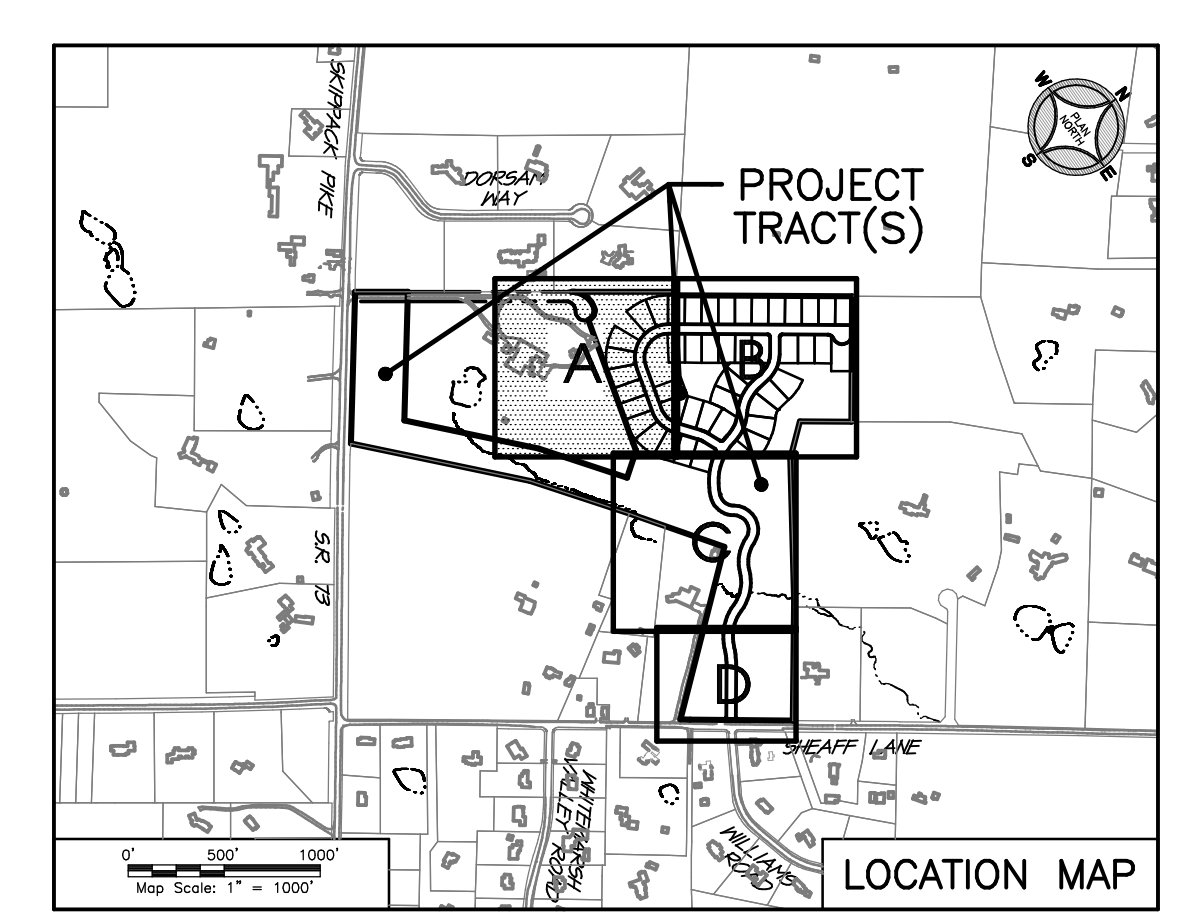 SKIPPACK PIKE
W
N
PLAN
NORTH
S
E
DORSAM
WAY
PROJECT
TRACT(S)
A
B
C
S.R. 73
D
SHEAFF LANE
WHITEMARSH
VALLEY ROAD
WILLIAMS
ROAD
0' 500' 1000'
Map Scale: 1" = 1000'
LOCATION MAP